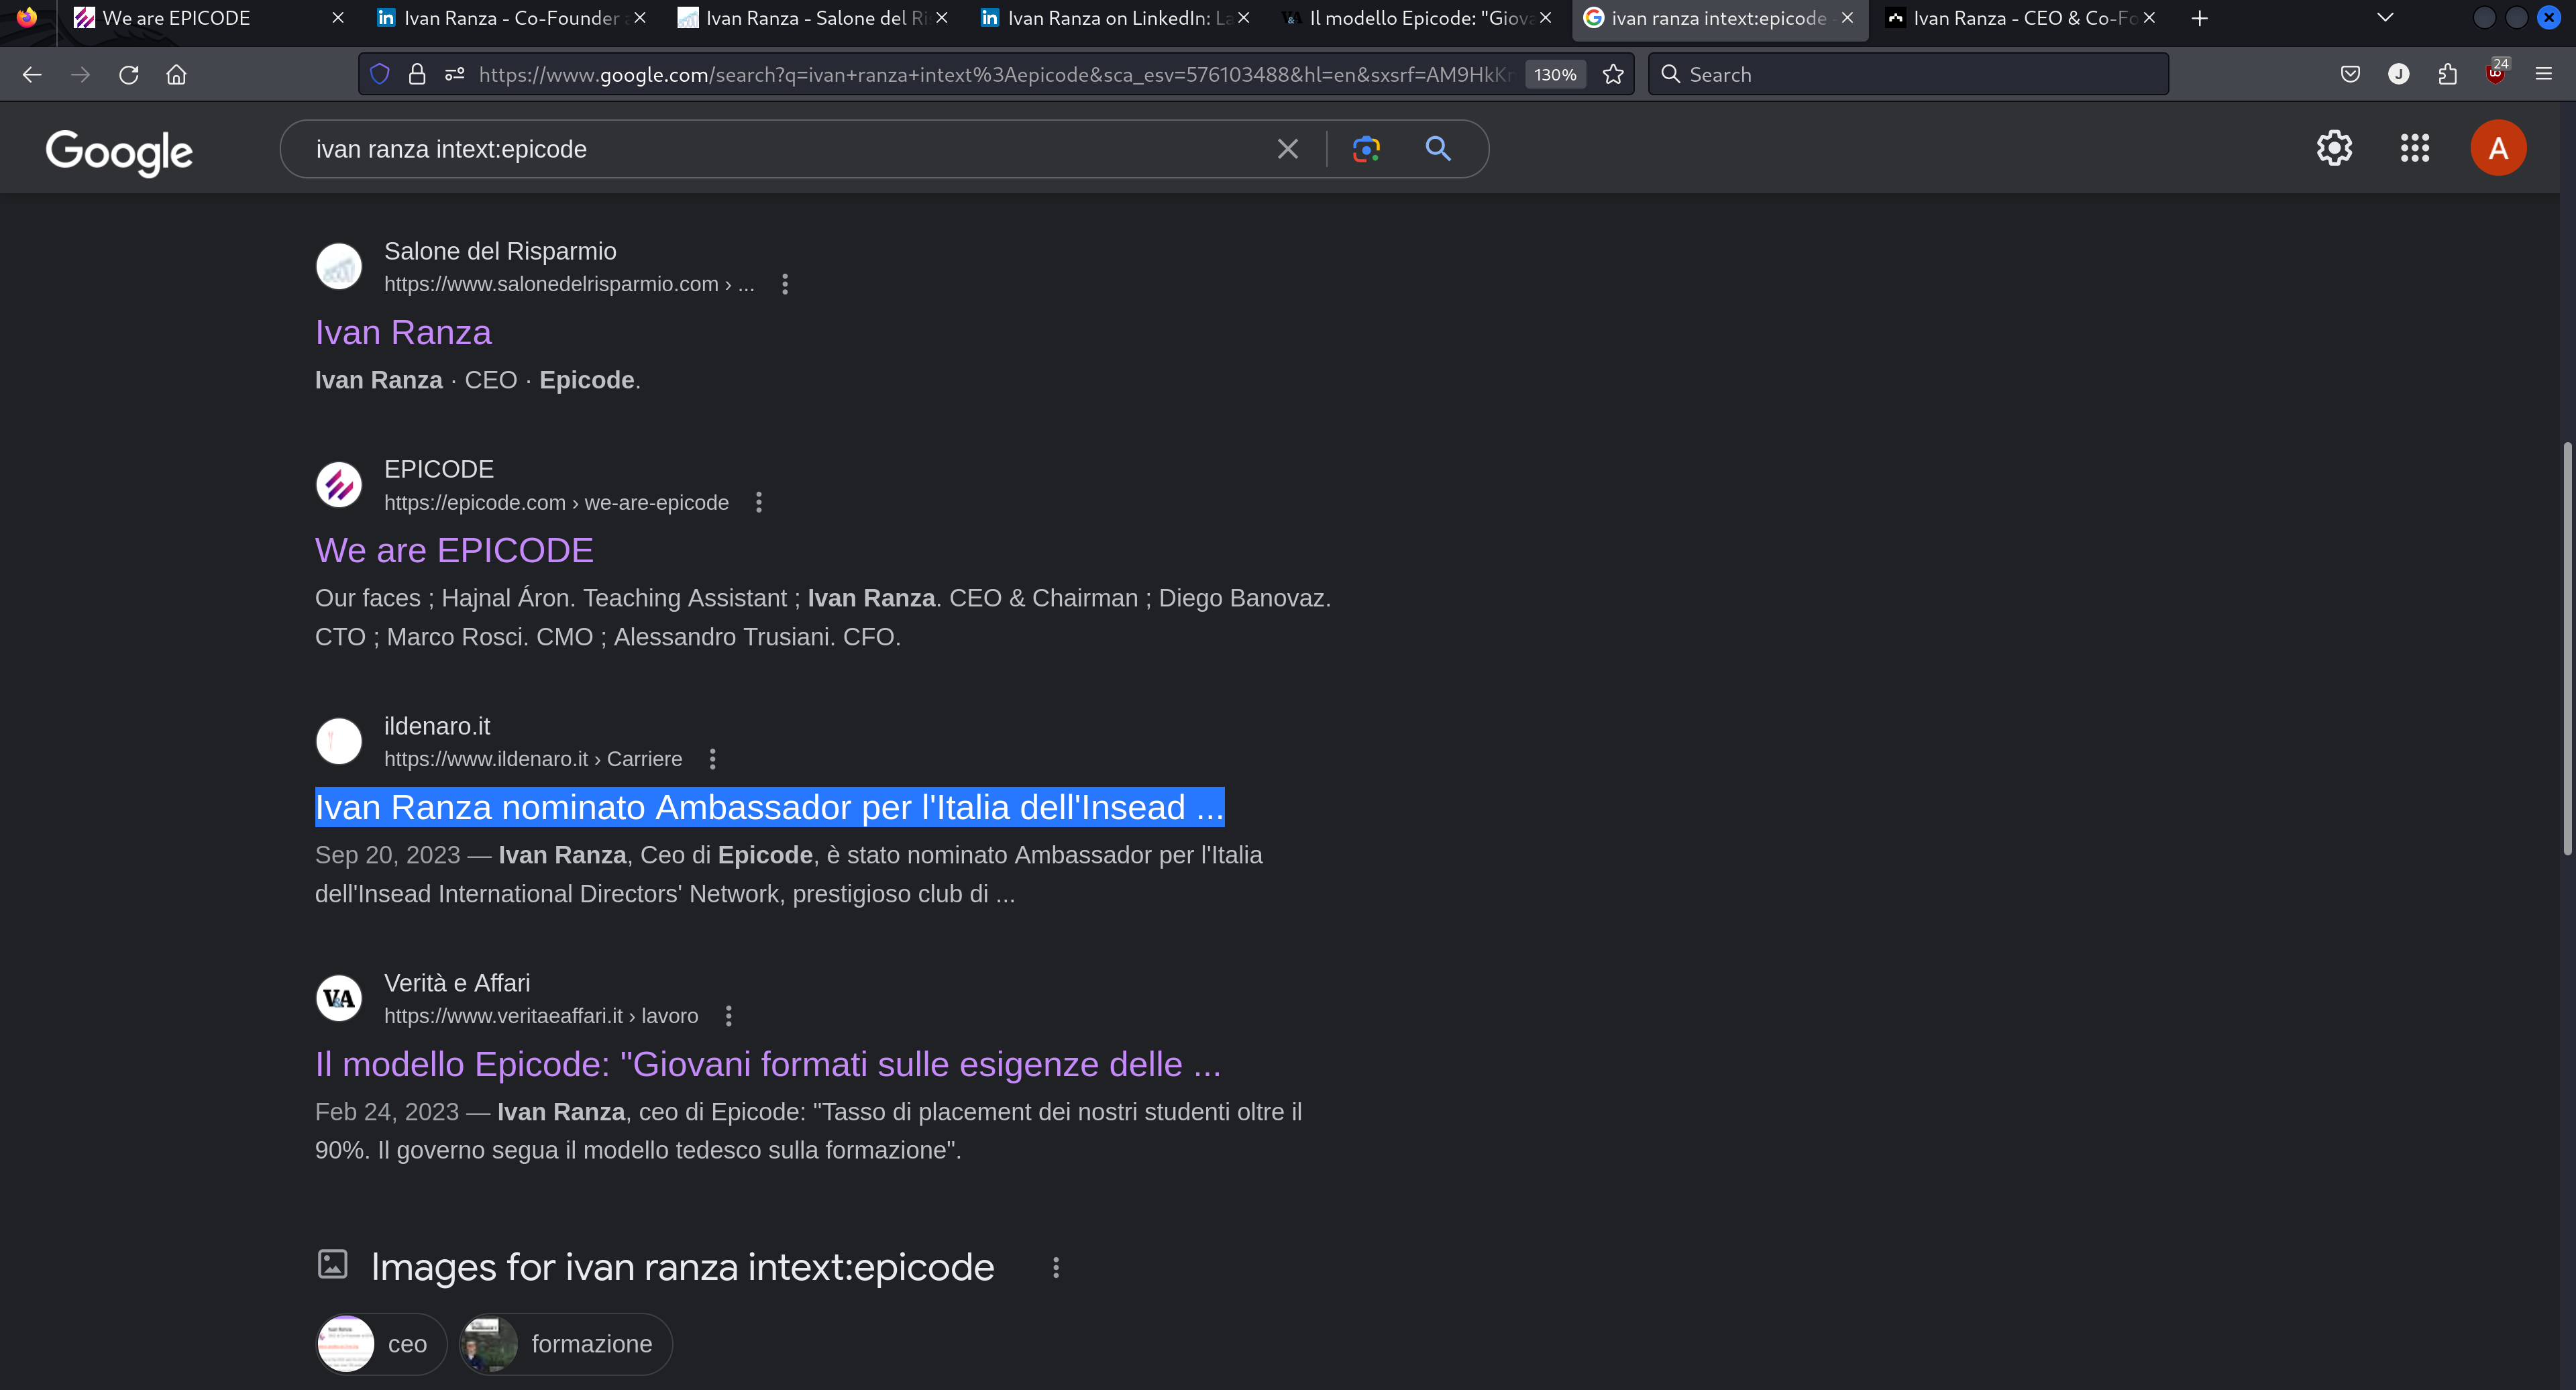 We are EPICODE
Ivan Ranza - Co-Founder
Ivan Ranza - Salone del Ri
Ivan Ranza on LinkedIn: La
Il modello Epicode: "Giova
ivan ranza intext:epicode
Ivan Ranza - CEO & Co-Fo
https://www.google.com/search?q=ivan+ranza+intext%3Aepicode&sca_esv=576103488&hl=en&sxsrf=AM9HkK
130%
Search
J
24
Google
ivan ranza intext:epicode
A
Salone del Risparmio
https://www.salonedelrisparmio.com › ...
Ivan Ranza
Ivan Ranza · CEO · Epicode.
EPICODE
https://epicode.com › we-are-epicode
We are EPICODE
Our faces ; Hajnal Áron. Teaching Assistant ; Ivan Ranza. CEO & Chairman ; Diego Banovaz.
CTO ; Marco Rosci. CMO ; Alessandro Trusiani. CFO.
ildenaro.it
https://www.ildenaro.it › Carriere
Ivan Ranza nominato Ambassador per l'Italia dell'Insead ...
Sep 20, 2023 — Ivan Ranza, Ceo di Epicode, è stato nominato Ambassador per l'Italia
dell'Insead International Directors' Network, prestigioso club di ...
V&A
Verità e Affari
https://www.veritaeaffari.it › lavoro
Il modello Epicode: "Giovani formati sulle esigenze delle ...
Feb 24, 2023 — Ivan Ranza, ceo di Epicode: "Tasso di placement dei nostri studenti oltre il
90%. Il governo segua il modello tedesco sulla formazione".
Images for ivan ranza intext:epicode
ceo
formazione